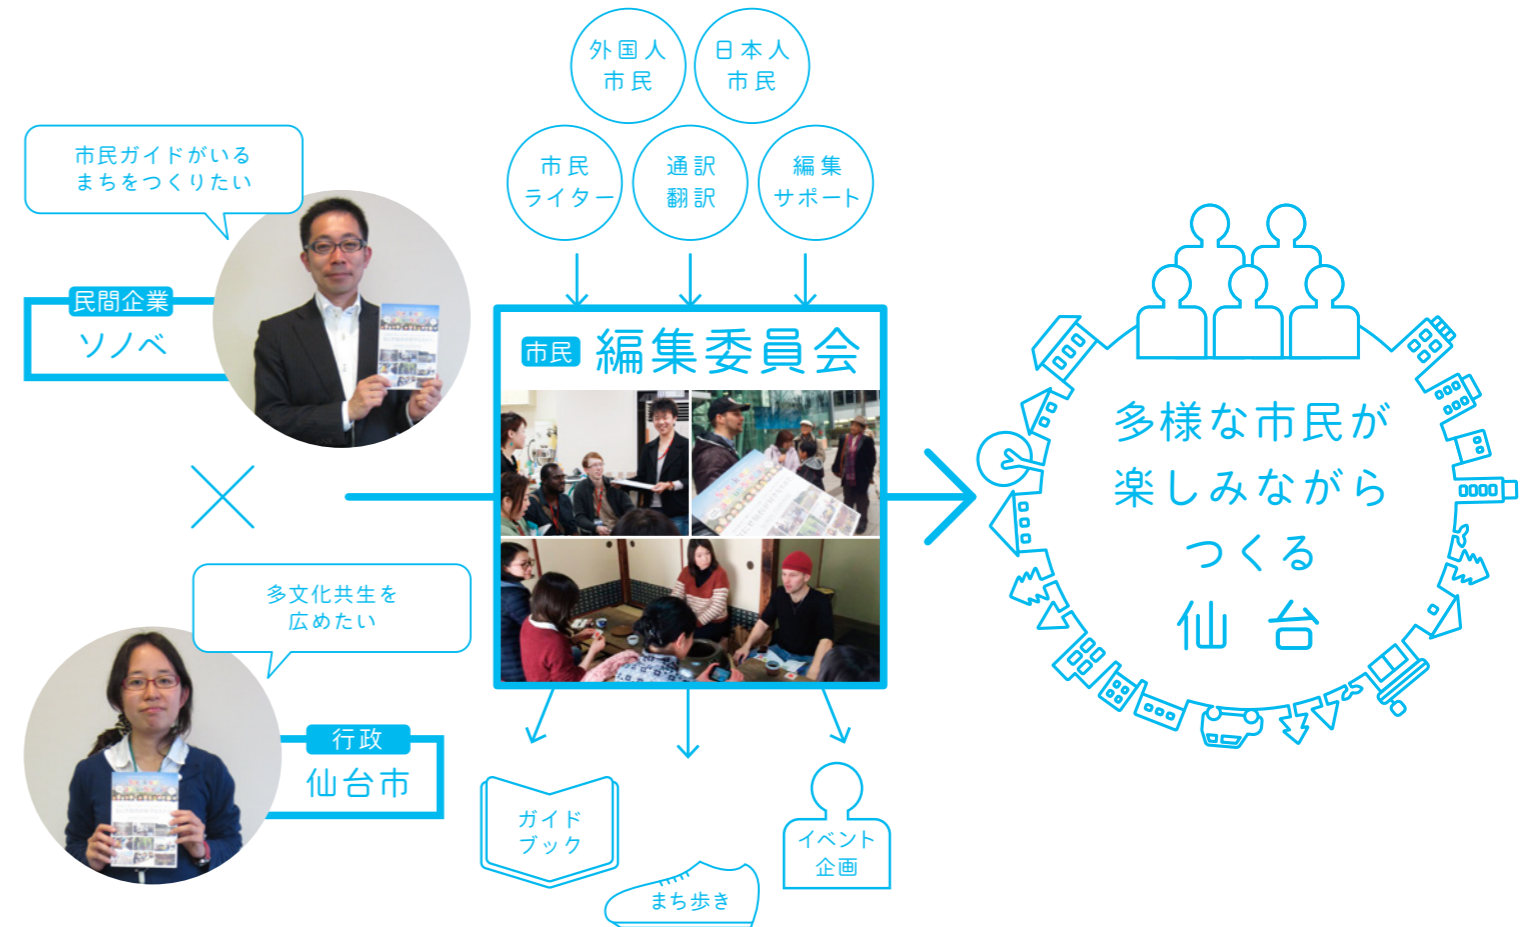 外国人
市民
日本人
市民
市民
ライター
通訳
翻訳
編集
サポート
市民ガイドがいる
まちをつくりたい
民間企業
ソノベ
市民
編集委員会
多文化共生を
広めたい
行政
仙台市
ガイド
ブック
まち歩き
イベント
企画
多様な市民が
楽しみながら
つくる
仙台